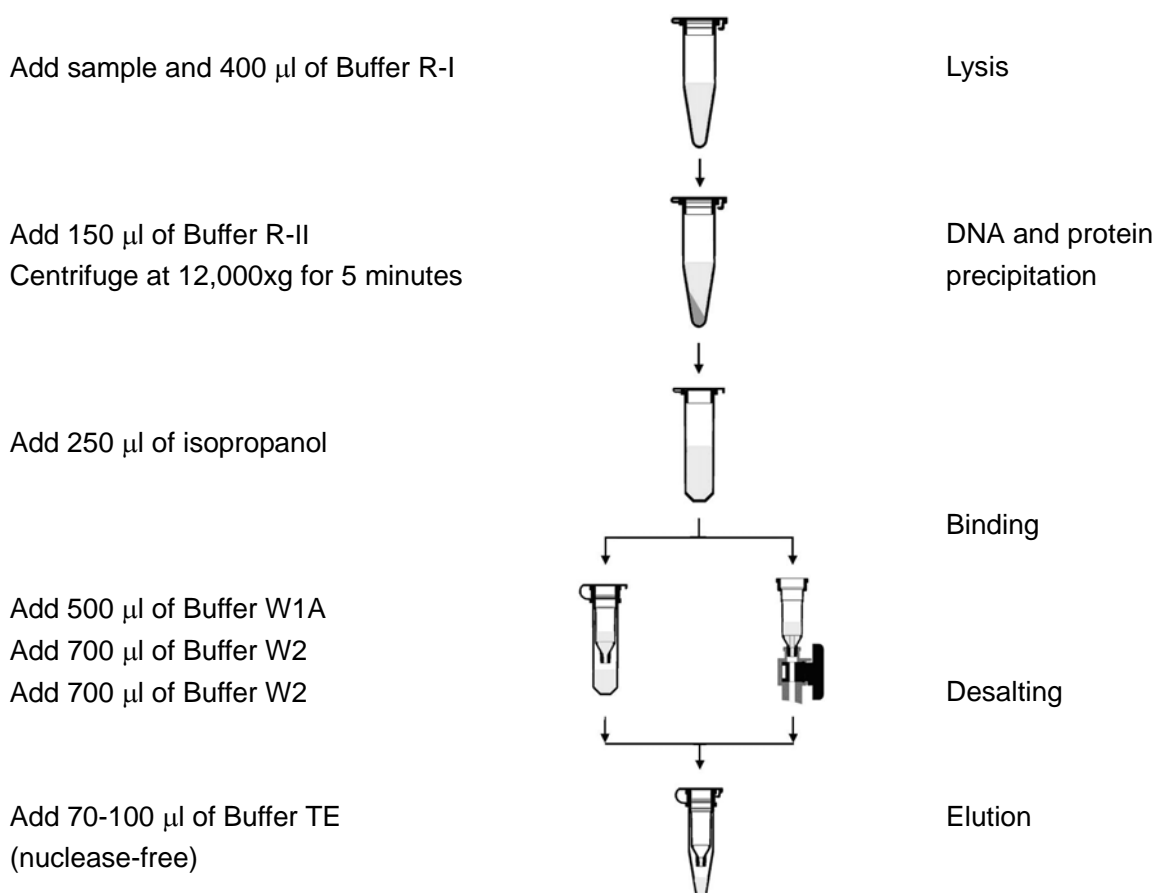 Add sample and 400 μl of Buffer R-I
Lysis
Add 150 μl of Buffer R-II
Centrifuge at 12,000xg for 5 minutes
DNA and protein
precipitation
Add 250 μl of isopropanol
Binding
Add 500 μl of Buffer W1A
Add 700 μl of Buffer W2
Add 700 μl of Buffer W2
Desalting
Add 70-100 μl of Buffer TE
(nuclease-free)
Elution